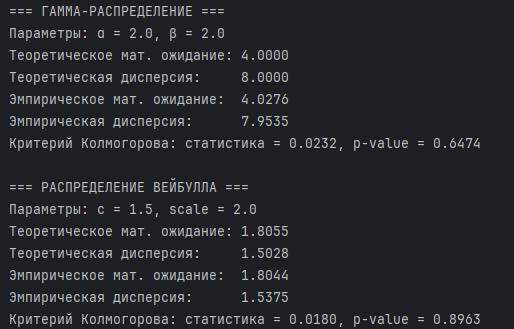 === ГАММА-РАСПРЕДЕЛЕНИЕ ===
Параметры: α = 2.0, β = 2.0
Теоретическое мат. ожидание: 4.0000
Теоретическая дисперсия: 8.0000
Эмпирическое мат. ожидание: 4.0276
Эмпирическая дисперсия: 7.9535
Критерий Колмогорова: статистика = 0.0232, p-value = 0.6474
=== РАСПРЕДЕЛЕНИЕ ВЕЙБУЛЛА ===
Параметры: c = 1.5, scale = 2.0
Теоретическое мат. ожидание: 1.8055
Теоретическая дисперсия: 1.5028
Эмпирическое мат. ожидание: 1.8044
Эмпирическая дисперсия: 1.5375
Критерий Колмогорова: статистика = 0.0180, p-value = 0.8963